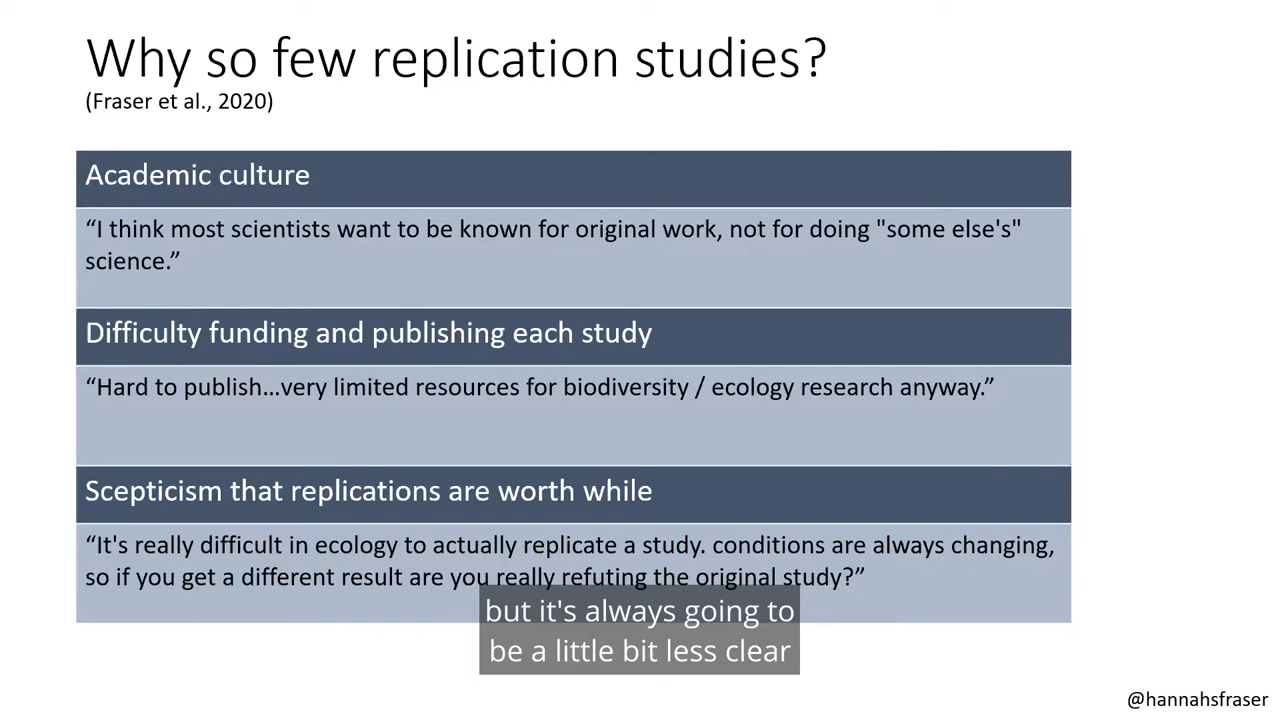 Why so few replication studies?
(Fraser et al., 2020)
Academic culture
“I think most scientists want to be known for original work, not for doing "some else's"
science.”
Difficulty funding and publishing each study
“Hard to publish…very limited resources for biodiversity / ecology research anyway.”
Scepticism that replications are worth while
“It's really difficult in ecology to actually replicate a study. conditions are always changing,
so if you get a different result are you really refuting the original study?”
but it's always going to
be a little bit less clear
@hannahsfraser